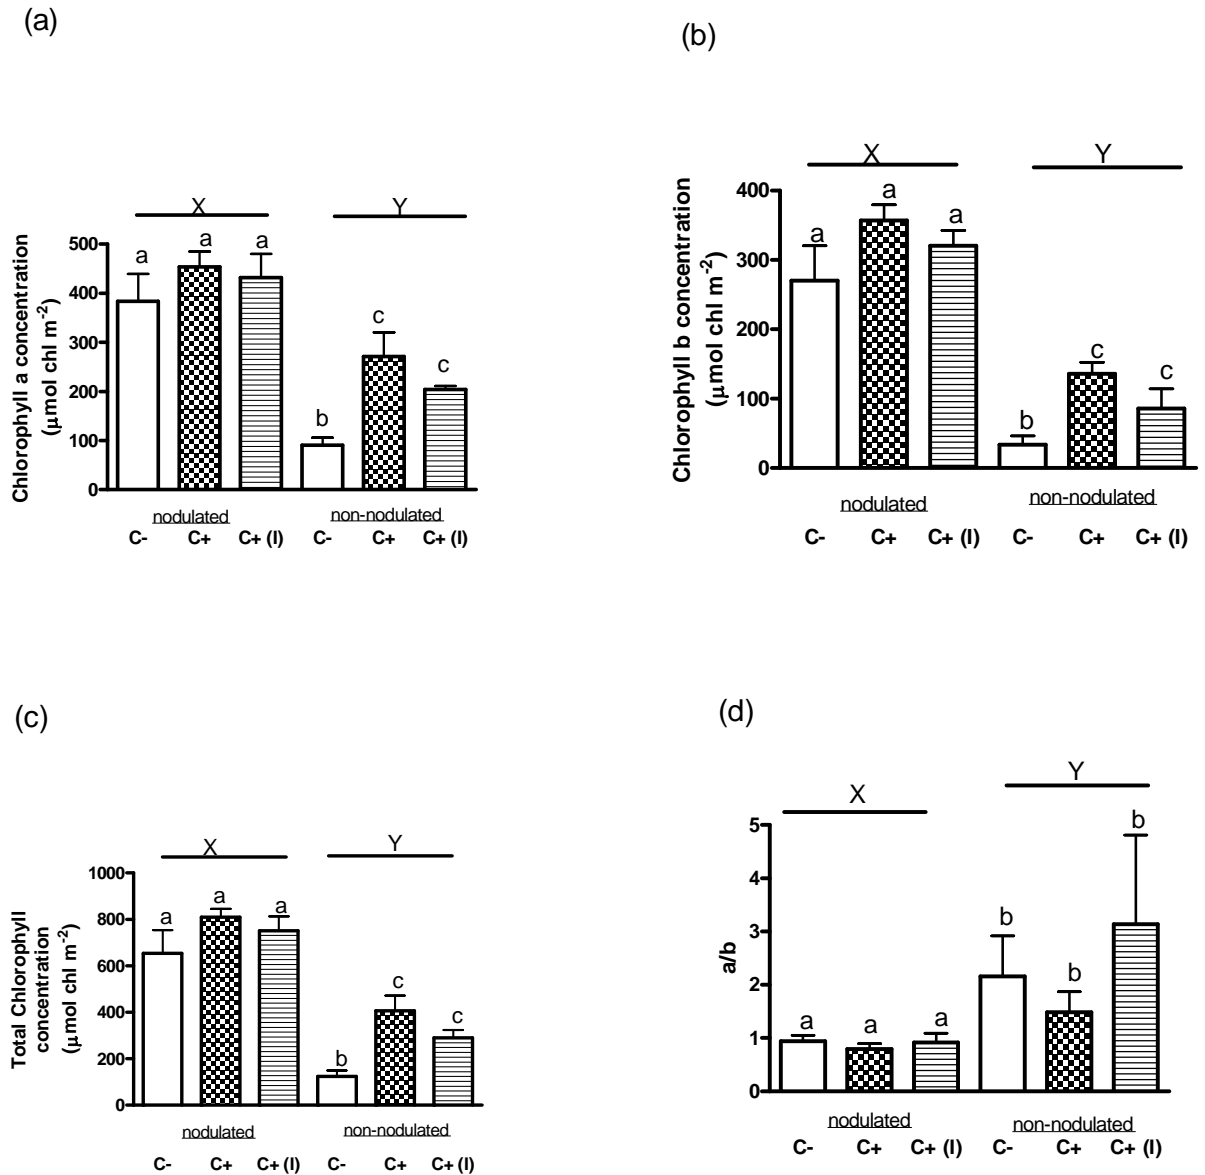 (a)
X
Y
Chlorophyll a concentration
(μmol chl m-2)
500
400
300
200
100
0
a
a
a
b
c
c
nodulated
non-nodulated
C- C+ C+ (I) C- C+ C+ (I)
(b)
X
Y
Chlorophyll b concentration
(μmol chl m-2)
400
300
200
100
0
a
a
a
b
c
c
nodulated
non-nodulated
C- C+ C+ (I) C- C+ C+ (I)
(c)
X
Y
Total Chlorophyll
concentration
(μmol chl m-2)
1000
800
600
400
200
0
a
a
a
b
c
c
nodulated
non-nodulated
C- C+ C+ (I) C- C+ C+ (I)
(d)
X
Y
a/b
5
4
3
2
1
0
a
a
a
b
b
b
nodulated
non-nodulated
C- C+ C+ (I) C- C+ C+ (I)